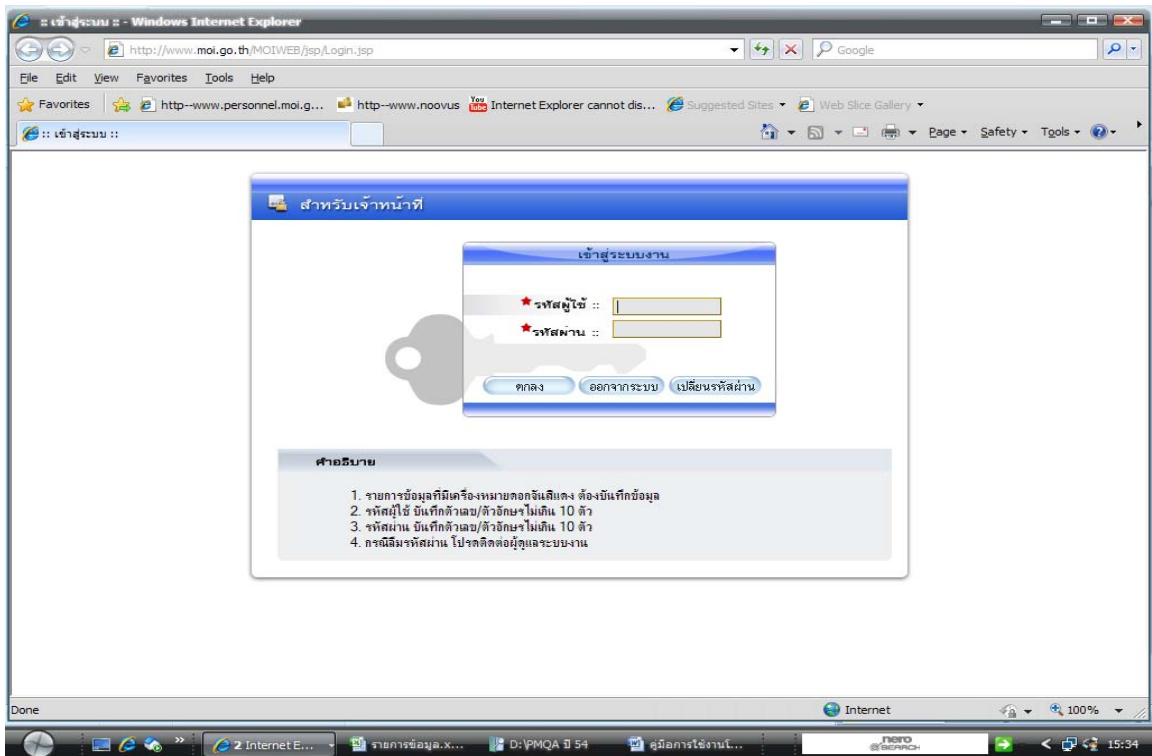 :: เข้าสู่ระบบ :: - Windows Internet Explorer
http://www.moi.go.th/MOIWEB/jsp/Login.jsp
Google
File Edit View Favorites Tools Help
Favorites http--www.personnel.moi.g... http--www.noovus You Tube Internet Explorer cannot dis... Suggested Sites Web Slice Gallery
:: เข้าสู่ระบบ :: Page Safety Tools
สำหรับเจ้าหน้าที่
เข้าสู่ระบบงาน
รหัสผู้ใช้ ::
รหัสผ่าน ::
ตกลง ออกจากระบบ เปลี่ยนรหัสผ่าน
คำอธิบาย
1. รายการข้อมูลที่มีเครื่องหมายดอกจันสีแดง ต้องบันทึกข้อมูล
2. รหัสผู้ใช้ บันทึกตัวเลข/ตัวอักษรไม่เกิน 10 ตัว
3. รหัสผ่าน บันทึกตัวเลข/ตัวอักษรไม่เกิน 10 ตัว
4. กรณีลืมรหัสผ่าน โปรดติดต่อผู้ดูแลระบบงาน
Done Internet 100%
2 Internet E... รายการข้อมูล.x... D:\PMQA ปี 54 คู่มือการใช้งานโ... nero SEARCH 15:34